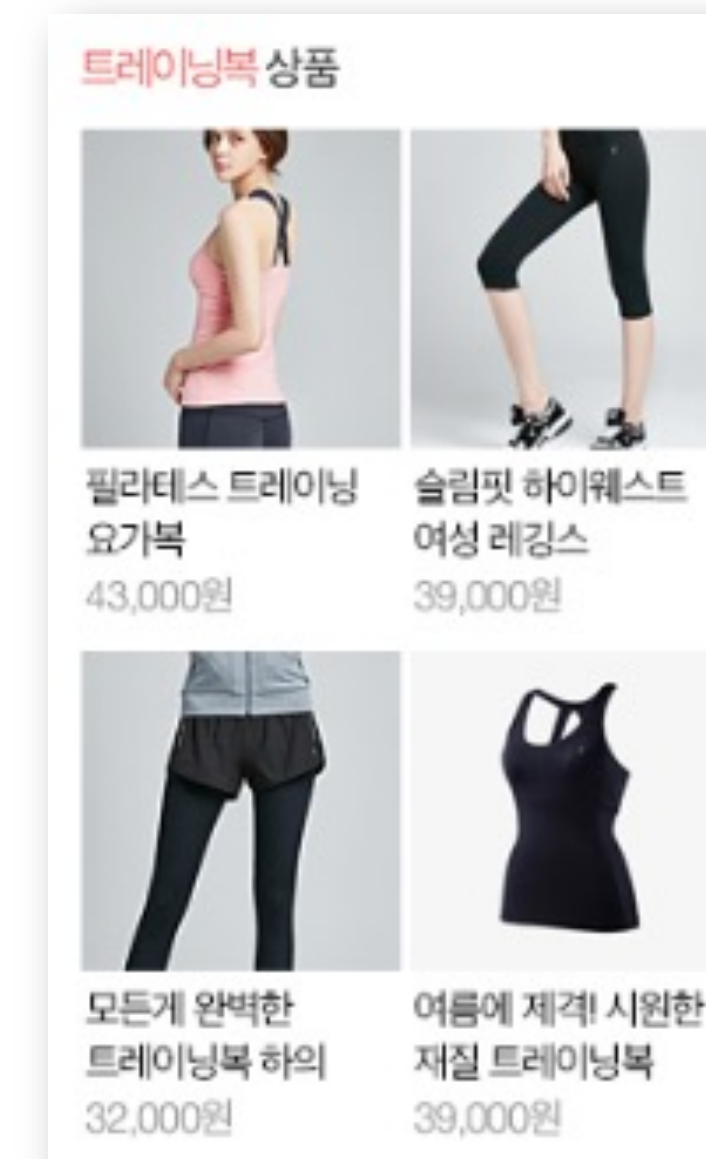 트레이닝복 상품
필라테스 트레이닝
요가복
43,000원
슬림핏 하이웨스트
여성 레깅스
39,000원
모든게 완벽한
트레이닝복 하의
32,000원
여름에 제격! 시원한
재질 트레이닝복
39,000원